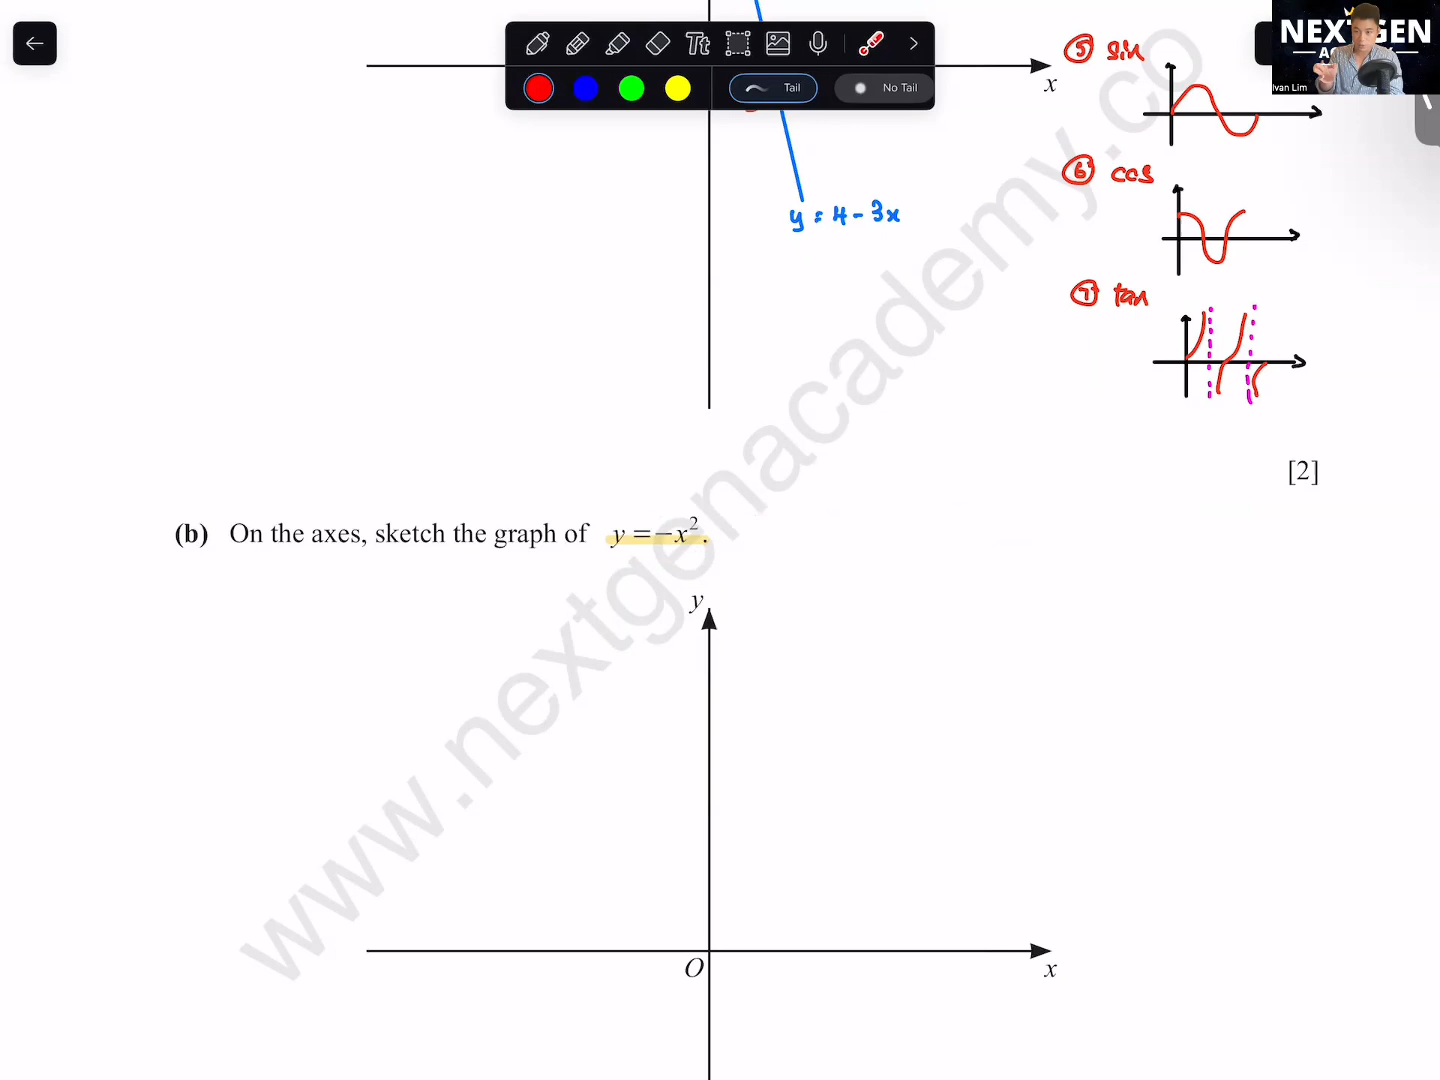 Tt
Tail
No Tail
NEXTGEN
Ivan Lim
x
⑤ sin
⑥ cos
y = 4 - 3x
⑦ tan
[2]
(b) On the axes, sketch the graph of y = -x².
y
O
x
www.nextgenacademy.co